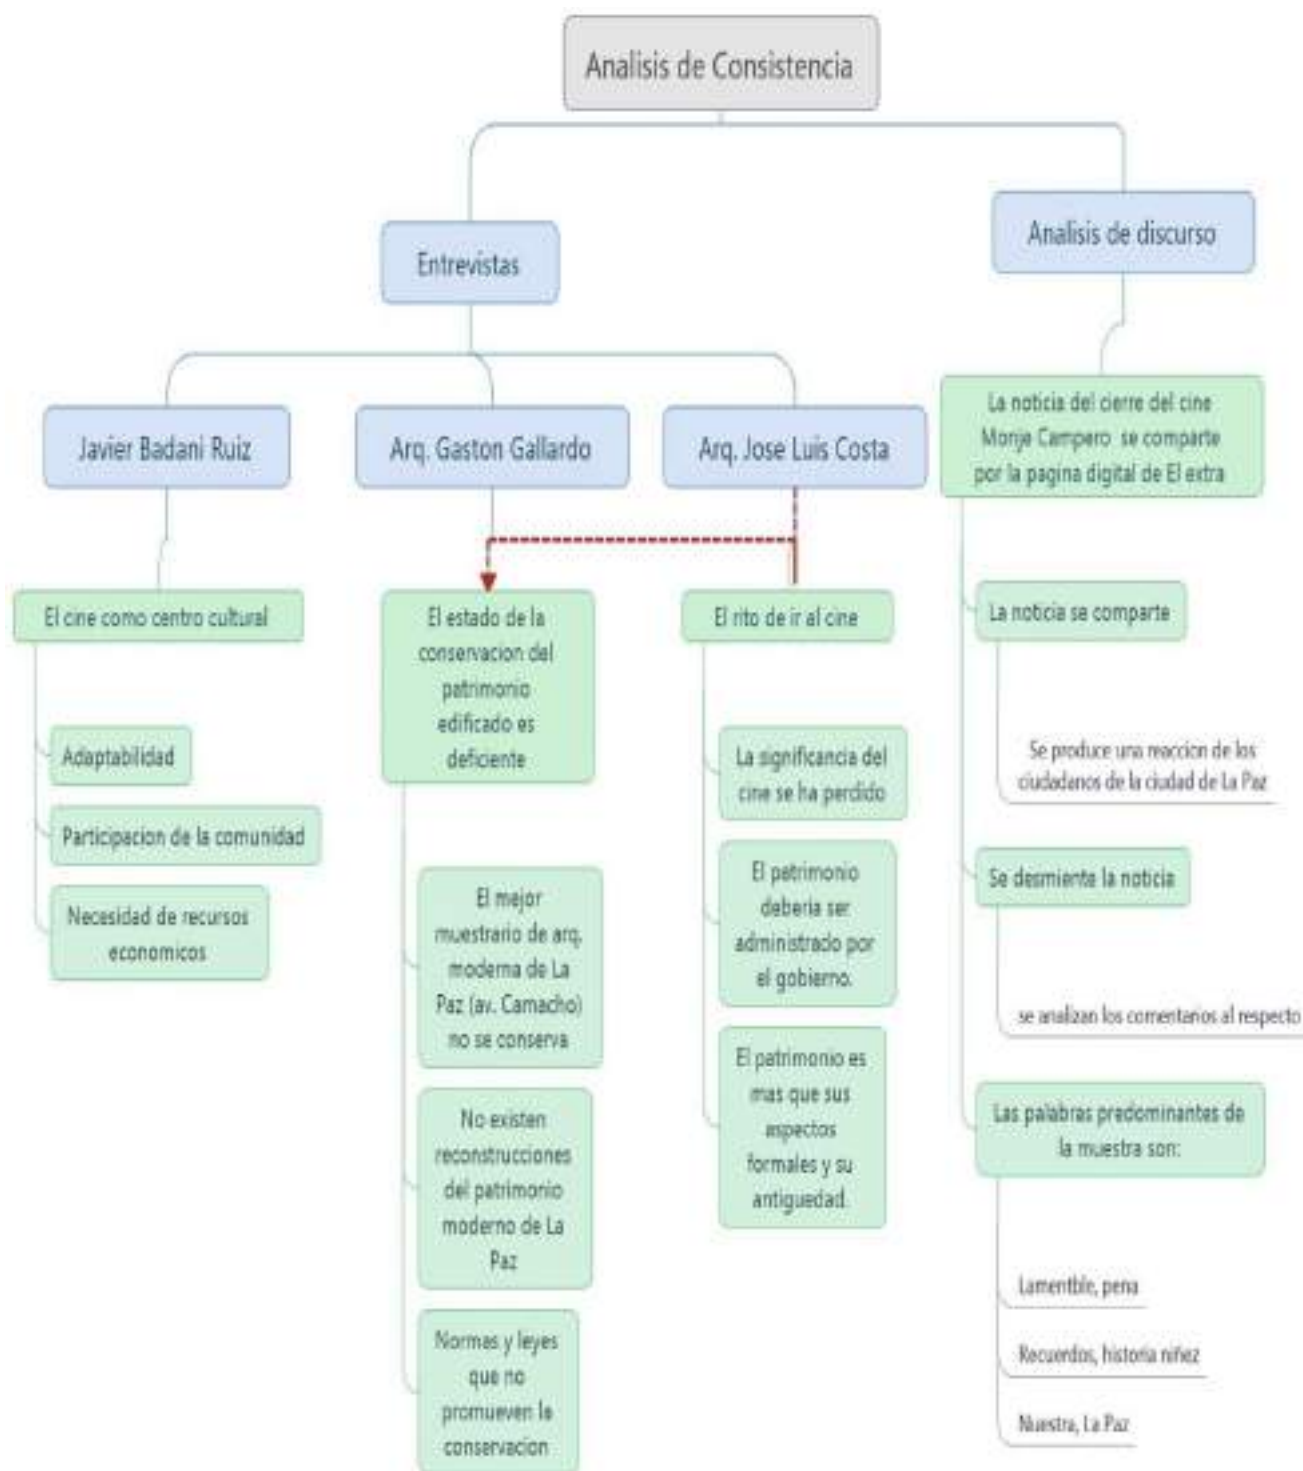 Analisis de Consistencia
Entrevistas
Analisis de discurso
Javier Badani Ruiz
Arq. Gaston Gallardo
Arq. Jose Luis Costa
La noticia del cierre del cine
Monje Campero se comparte
por la pagina digital de El extra
El cine como centro cultural
Adaptabilidad
Participacion de la comunidad
Necesidad de recursos
economicos
El estado de la
conservacion del
patrimonio
edificado es
deficiente
El mejor
muestrario de arq.
moderna de La
Paz (av. Camacho)
no se conserva
No existen
reconstrucciones
del patrimonio
moderno de La
Paz
Normas y leyes
que no
promueven la
conservacion
El rito de ir al cine
La significancia del
cine se ha perdido
El patrimonio
deberia ser
administrado por
el gobierno.
El patrimonio es
mas que sus
aspectos
formales y su
antiguedad.
La noticia se comparte
Se produce una reaccion de los
ciudadanos de la ciudad de La Paz
Se desmiente la noticia
se analizan los comentarios al respecto
Las palabras predominantes de
la muestra son:
Lamentble, pena
Recuerdos, historia niñez
Nuestra, La Paz